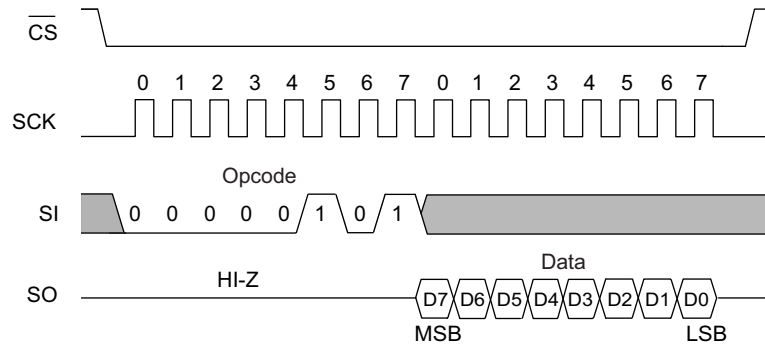 CS
0 1 2 3 4 5 6 7 0 1 2 3 4 5 6 7
SCK
Opcode
SI 0 0 0 0 0 1 0 1
HI-Z
Data
SO D7 D6 D5 D4 D3 D2 D1 D0
MSB LSB